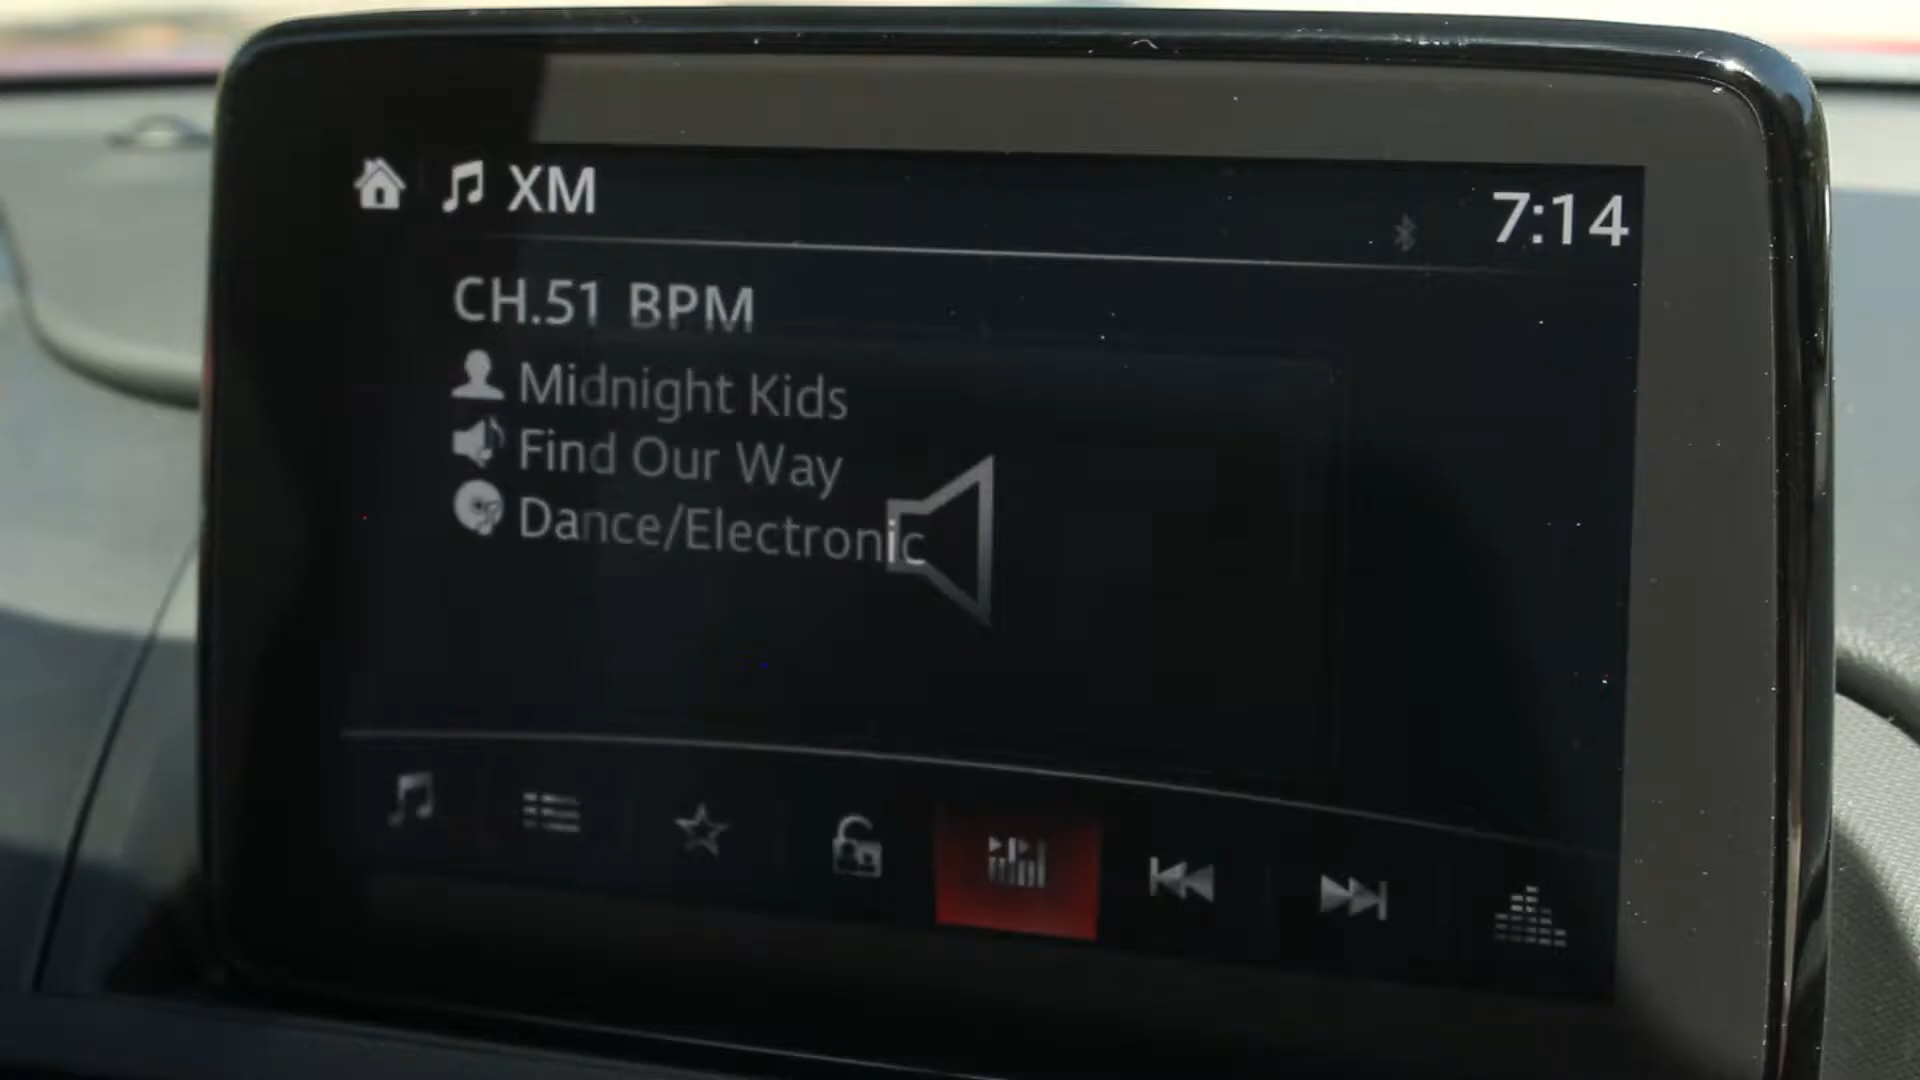 XM
7:14
CH.51 BPM
Midnight Kids
Find Our Way
Dance/Electronic